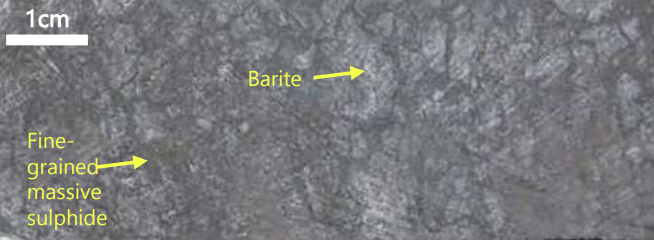 1cm
Barite
Fine-
grained
massive
sulphide